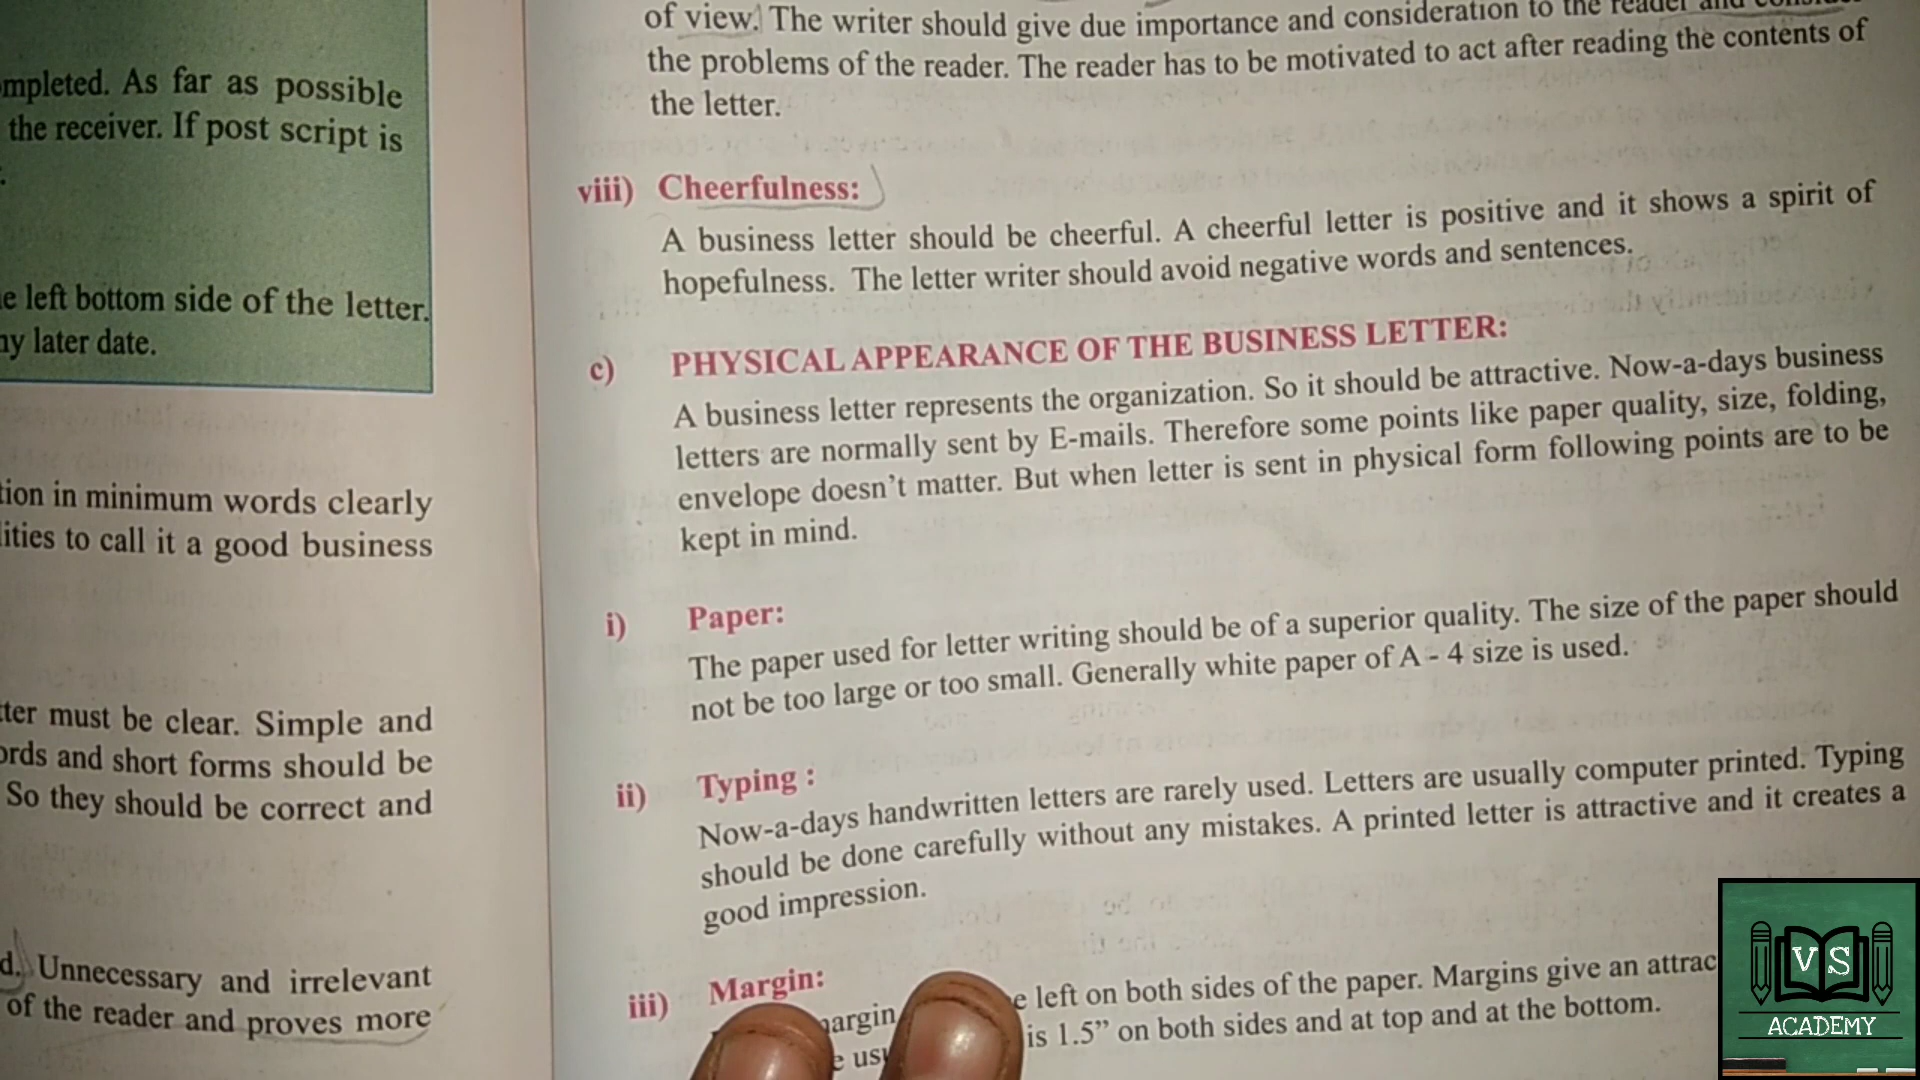 mpleted. As far as possible
the receiver. If post script is
e left bottom side of the letter.
ny later date.
tion in minimum words clearly
lities to call it a good business
tter must be clear. Simple and
ords and short forms should be
So they should be correct and
d. Unnecessary and irrelevant
of the reader and proves more
of view. The writer should give due importance and consideration to the reader and
the problems of the reader. The reader has to be motivated to act after reading the contents of
the letter.
viii) Cheerfulness:
A business letter should be cheerful. A cheerful letter is positive and it shows a spirit of
hopefulness. The letter writer should avoid negative words and sentences.
c) PHYSICAL APPEARANCE OF THE BUSINESS LETTER:
A business letter represents the organization. So it should be attractive. Now-a-days business
letters are normally sent by E-mails. Therefore some points like paper quality, size, folding,
envelope doesn't matter. But when letter is sent in physical form following points are to be
kept in mind.
i) Paper:
The paper used for letter writing should be of a superior quality. The size of the paper should
not be too large or too small. Generally white paper of A - 4 size is used.
ii) Typing :
Now-a-days handwritten letters are rarely used. Letters are usually computer printed. Typing
should be done carefully without any mistakes. A printed letter is attractive and it creates a
good impression.
iii) Margin:
left on both sides of the paper. Margins give an attrac
is 1.5” on both sides and at top and at the bottom.
VS
ACADEMY